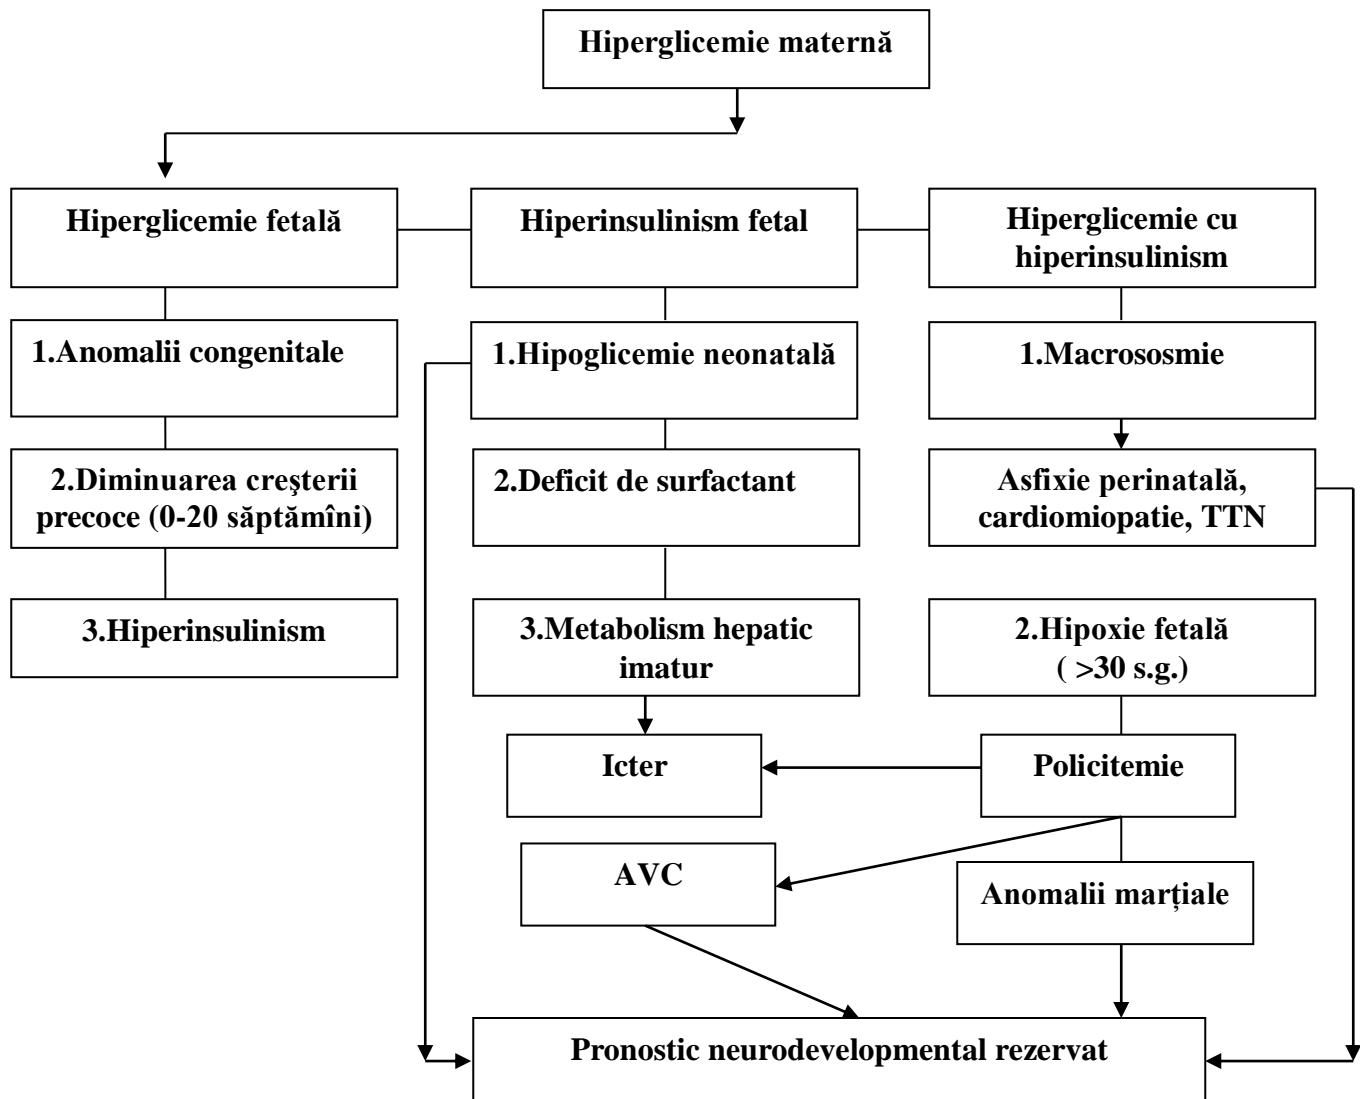 Hiperglicemie maternă
Hiperglicemie fetală
Hiperinsulinism fetal
Hiperglicemie cu
hiperinsulinism
1.Anomalii congenitale
1.Hipoglicemie neonatală
1.Macrososmie
2.Diminuarea creşterii
precoce (0-20 săptămîni)
2.Deficit de surfactant
Asfixie perinatală,
cardiomiopatie, TTN
3.Hiperinsulinism
3.Metabolism hepatic
imatur
2.Hipoxie fetală
( >30 s.g.)
Icter
Policitemie
AVC
Anomalii marțiale
Pronostic neurodevelopmental rezervat